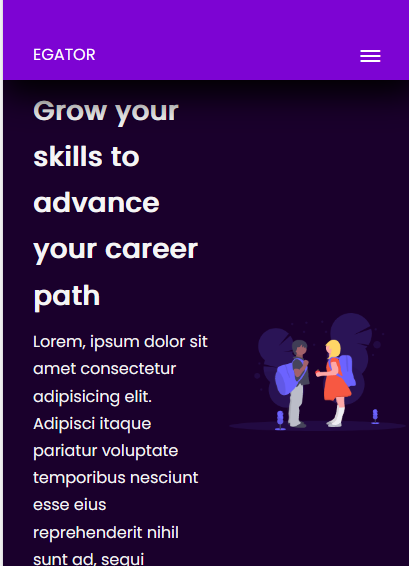 EGATOR
Grow your
skills to
advance
your career
path
Lorem, ipsum dolor sit
amet consectetur
adipisicing elit.
Adipisci itaque
pariatur voluptate
temporibus nesciunt
esse eius
reprehenderit nihil
sunt ad, sequi